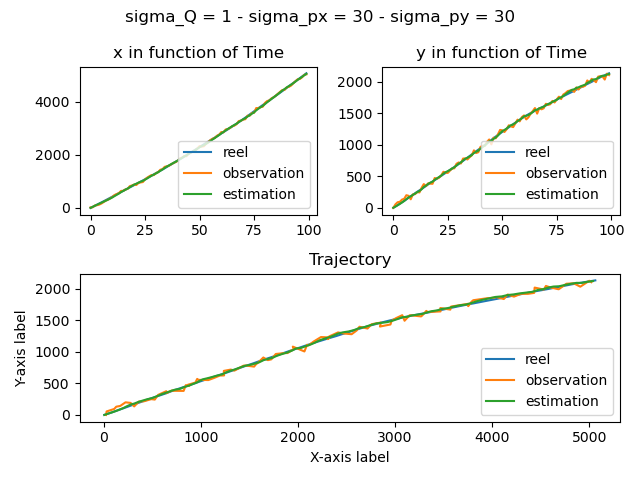 sigma_Q = 1 - sigma_px = 30 - sigma_py = 30
x in function of Time
4000
2000
0
0 25 50 75 100
reel
observation
estimation
y in function of Time
2000
1500
1000
500
0
0 25 50 75 100
reel
observation
estimation
Trajectory
Y-axis label
2000
1500
1000
500
0
0 1000 2000 3000 4000 5000
X-axis label
reel
observation
estimation